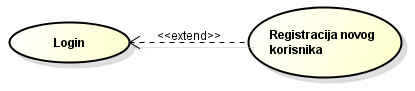 Login
<<extend>>
Registracija novog
korisnika